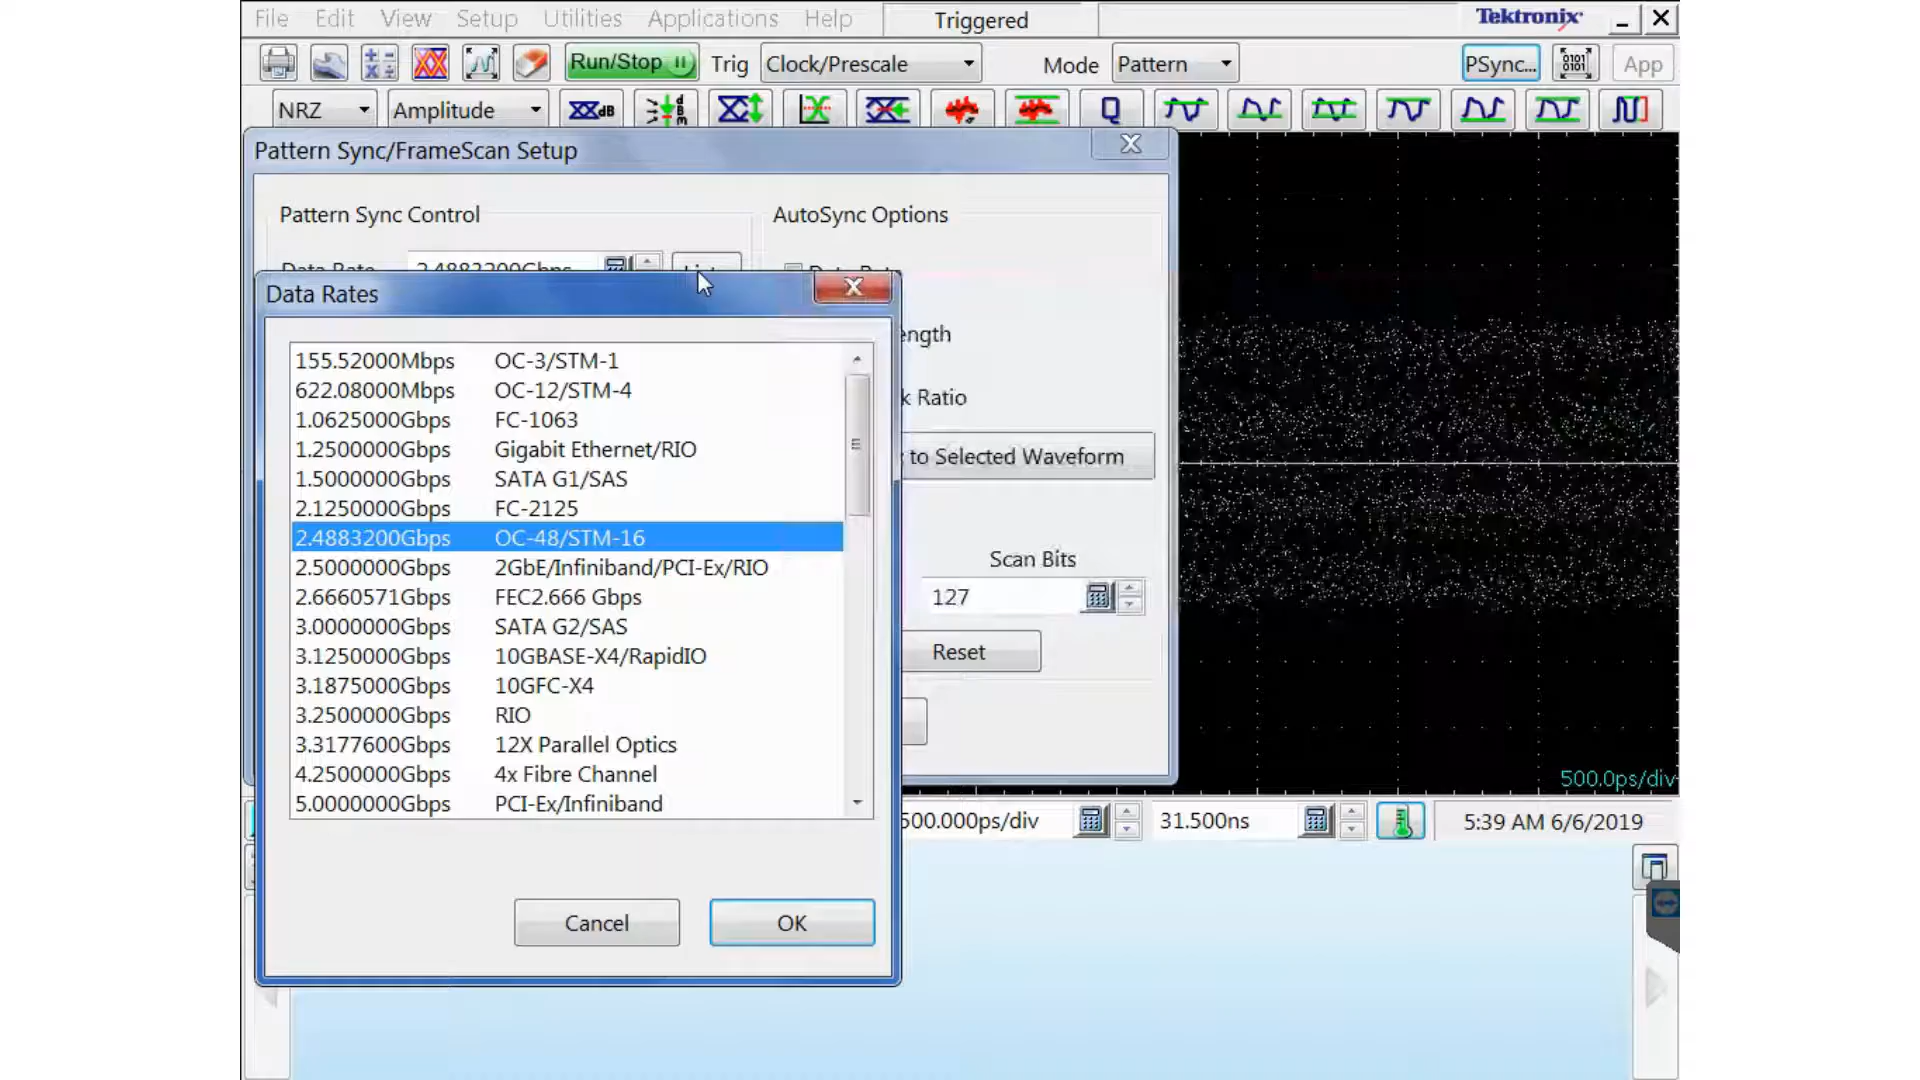 File Edit View Setup Utilities Applications Help Triggered Tektronix
Run/Stop Trig Clock/Prescale Mode Pattern PSync... App
NRZ Amplitude dB Q
Pattern Sync/FrameScan Setup
Pattern Sync Control AutoSync Options
Data Rate 2.4883200Gbps
Data Rates
155.52000Mbps OC-3/STM-1
622.08000Mbps OC-12/STM-4
1.0625000Gbps FC-1063
1.2500000Gbps Gigabit Ethernet/RIO
1.5000000Gbps SATA G1/SAS
2.1250000Gbps FC-2125
2.4883200Gbps OC-48/STM-16
2.5000000Gbps 2GbE/Infiniband/PCI-Ex/RIO
2.6660571Gbps FEC2.666 Gbps
3.0000000Gbps SATA G2/SAS
3.1250000Gbps 10GBASE-X4/RapidIO
3.1875000Gbps 10GFC-X4
3.2500000Gbps RIO
3.3177600Gbps 12X Parallel Optics
4.2500000Gbps 4x Fibre Channel
5.0000000Gbps PCI-Ex/Infiniband
Cancel OK
ength
k Ratio
to Selected Waveform
Scan Bits
127
Reset
500.0ps/div
500.000ps/div 31.500ns 5:39 AM 6/6/2019